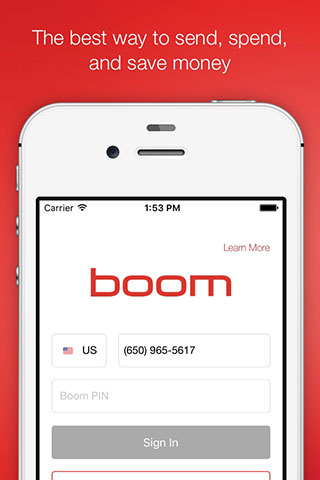 The best way to send, spend,
and save money
Carrier 1:53 PM
Learn More
boom
US (650) 965-5617
Boom PIN
Sign In